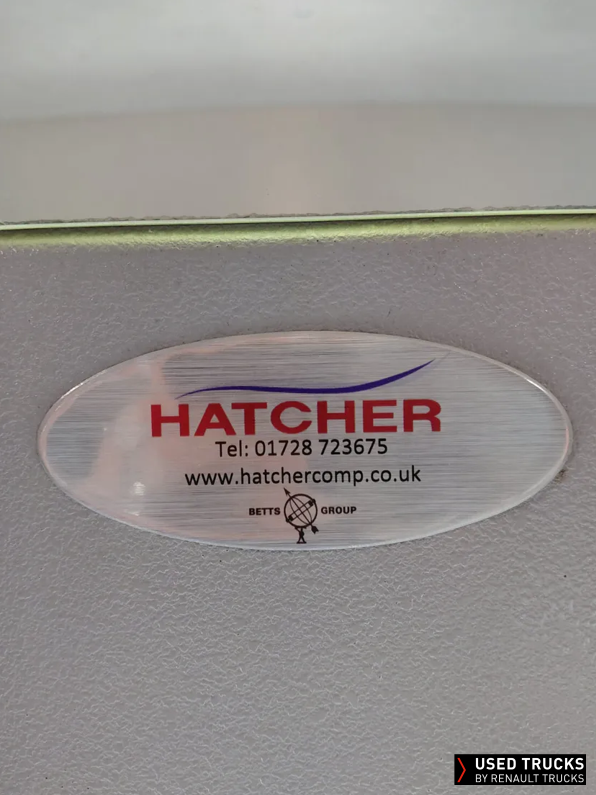 HATCHER
Tel: 01728 723675
www.hatchercomp.co.uk
BETTS GROUP
USED TRUCKS
BY RENAULT TRUCKS